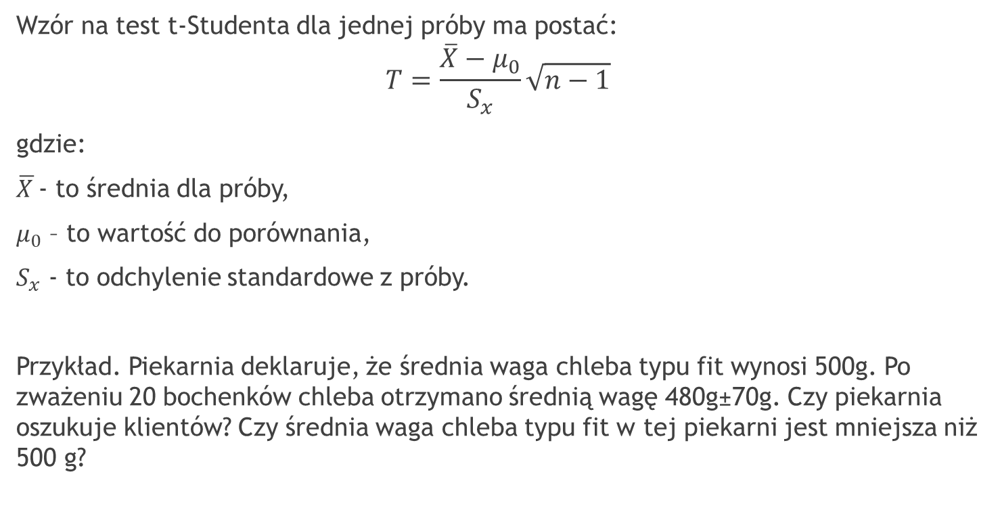 Wzór na test t-Studenta dla jednej próby ma postać:
T = \frac{\bar{X} - μ_0}{S_x} \sqrt{n - 1}
gdzie:
\bar{X} - to średnia dla próby,
μ_0 – to wartość do porównania,
S_x - to odchylenie standardowe z próby.
Przykład. Piekarnia deklaruje, że średnia waga chleba typu fit wynosi 500g. Po
zważeniu 20 bochenków chleba otrzymano średnią wagę 480g±70g. Czy piekarnia
oszukuje klientów? Czy średnia waga chleba typu fit w tej piekarni jest mniejsza niż
500 g?